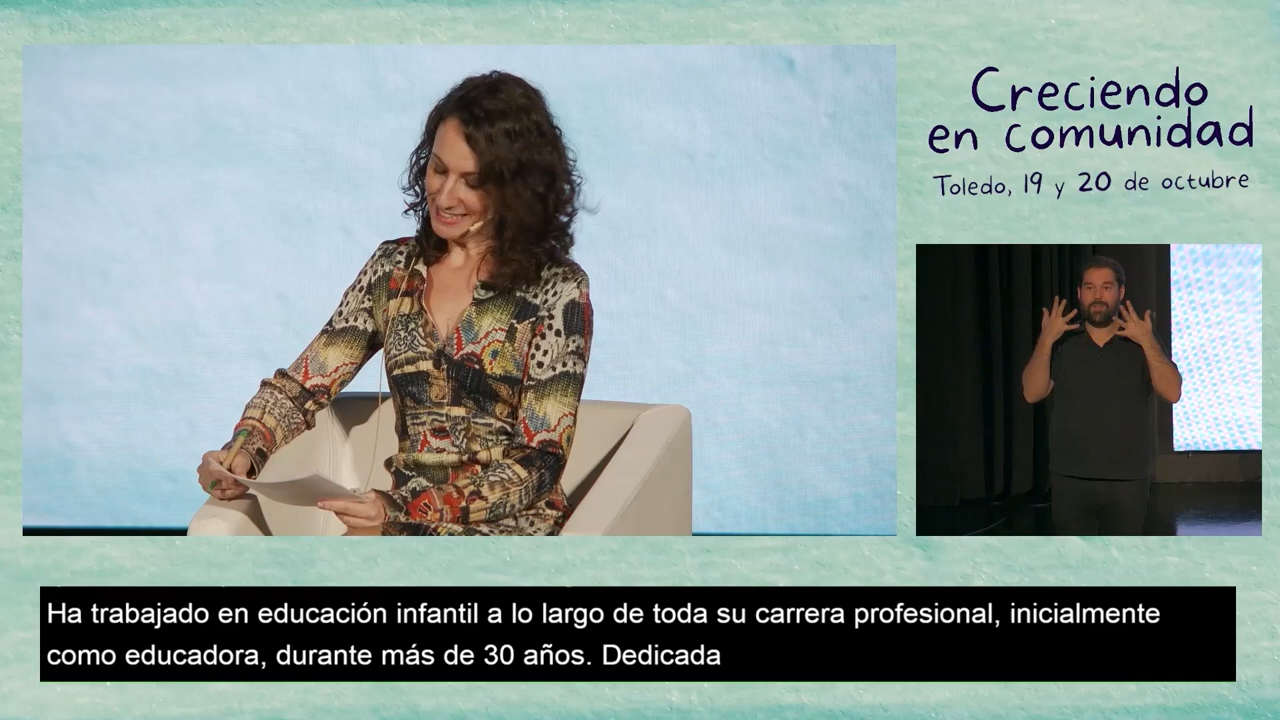 Creciendo
en comunidad
Toledo, 19 y 20 de octubre
Ha trabajado en educación infantil a lo largo de toda su carrera profesional, inicialmente
como educadora, durante más de 30 años. Dedicada